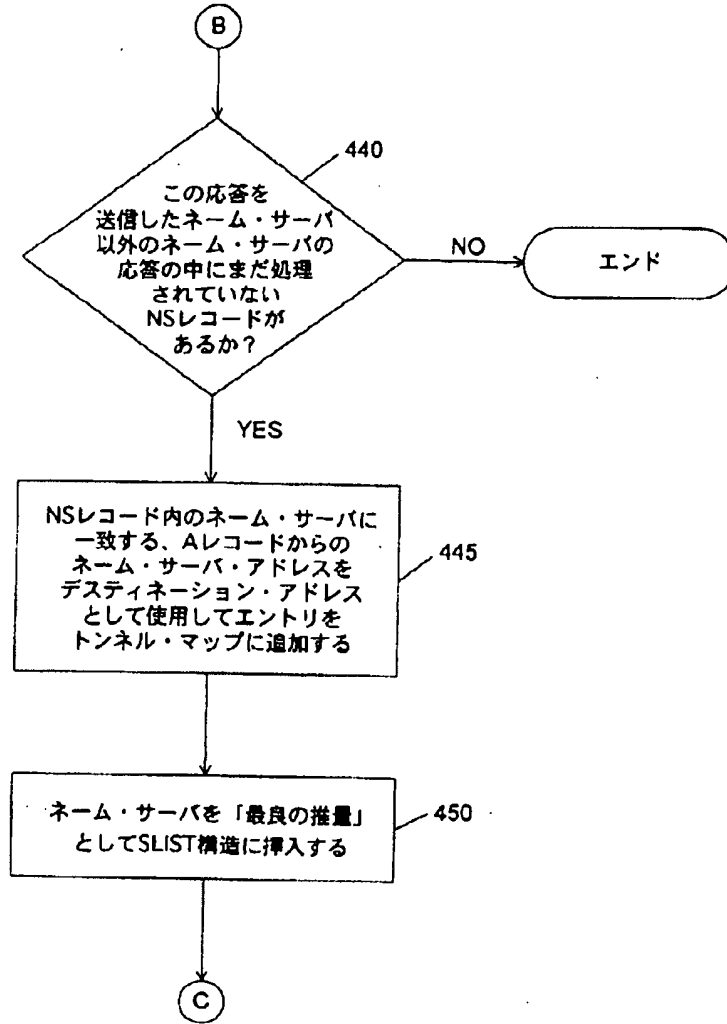 B
440
この応答を
送信したネーム・サーバ
以外のネーム・サーバの
応答の中にまだ処理
されていない
NSレコードが
あるか？
NO
エンド
YES
NSレコード内のネーム・サーバに
一致する、Aレコードからの
ネーム・サーバ・アドレスを
デスティネーション・アドレス
として使用してエントリを
トンネル・マップに追加する
445
ネーム・サーバを「最良の推量」
としてSLIST構造に挿入する
450
C